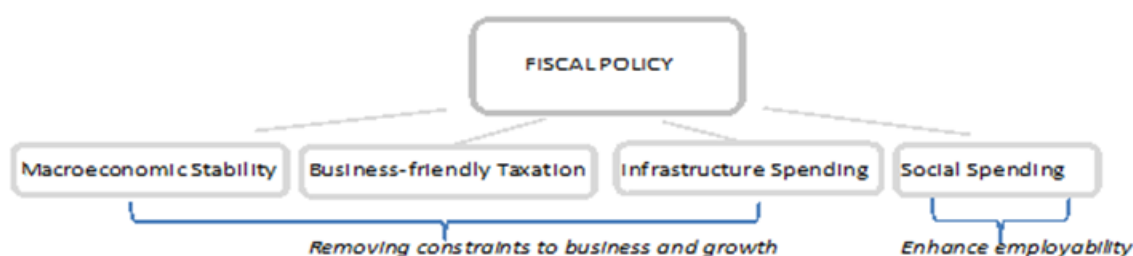 FISCAL POLICY
Macroeconomic Stability
Business-friendly Taxation
Infrastructure Spending
Social Spending
Removing constraints to business and growth
Enhance employability